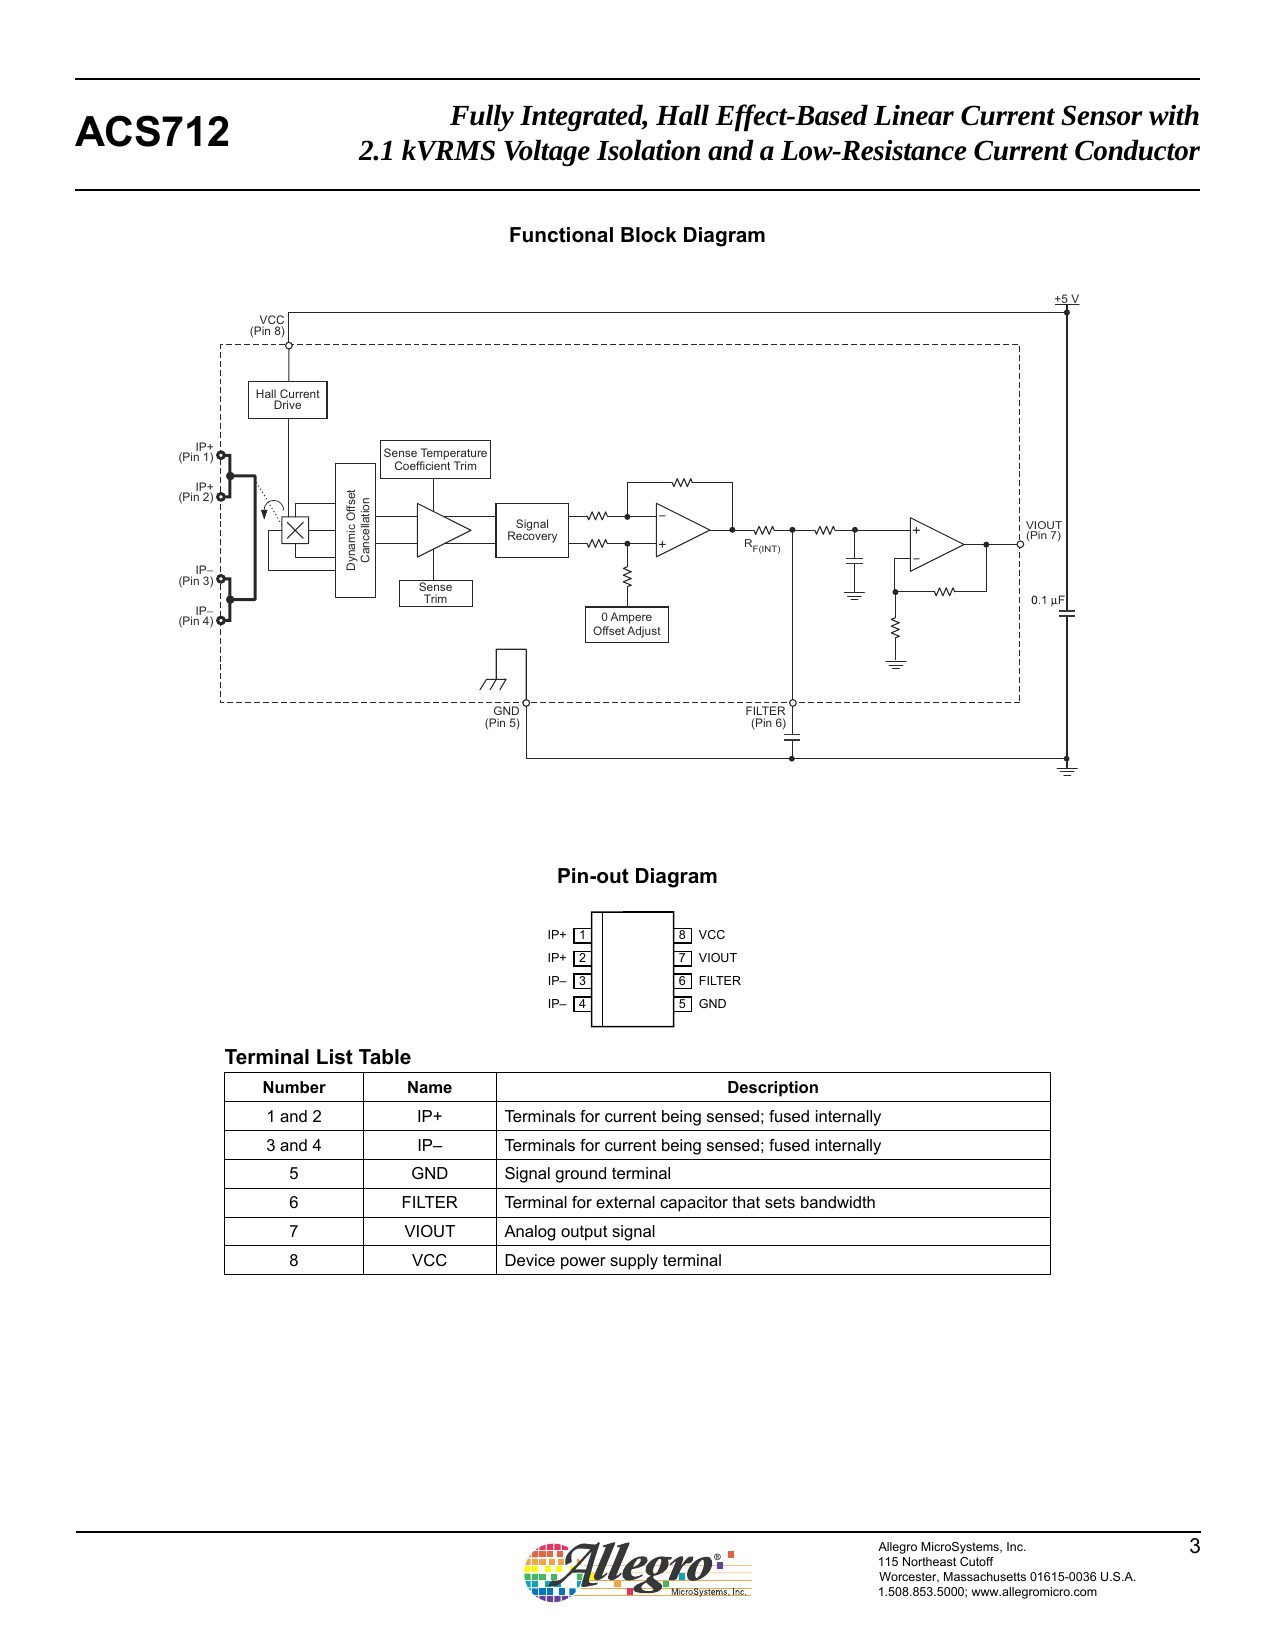 ACS712
Fully Integrated, Hall Effect-Based Linear Current Sensor with
2.1 kVRMS Voltage Isolation and a Low-Resistance Current Conductor
Functional Block Diagram
+5 V
VCC
(Pin 8)
Hall Current
Drive
IP+
(Pin 1)
IP+
(Pin 2)
IP–
(Pin 3)
IP–
(Pin 4)
Dynamic Offset
Cancellation
Sense Temperature
Coefficient Trim
Sense
Trim
Signal
Recovery
0 Ampere
Offset Adjust
–
+
RF(INT)
+
–
VIOUT
(Pin 7)
0.1 µF
GND
(Pin 5)
FILTER
(Pin 6)
Pin-out Diagram
IP+ 1 8 VCC
IP+ 2 7 VIOUT
IP– 3 6 FILTER
IP– 4 5 GND
Terminal List Table
Number Name Description
1 and 2 IP+ Terminals for current being sensed; fused internally
3 and 4 IP– Terminals for current being sensed; fused internally
5 GND Signal ground terminal
6 FILTER Terminal for external capacitor that sets bandwidth
7 VIOUT Analog output signal
8 VCC Device power supply terminal
Allegro®
MicroSystems, Inc.
Allegro MicroSystems, Inc.
115 Northeast Cutoff
Worcester, Massachusetts 01615-0036 U.S.A.
1.508.853.5000; www.allegromicro.com
3